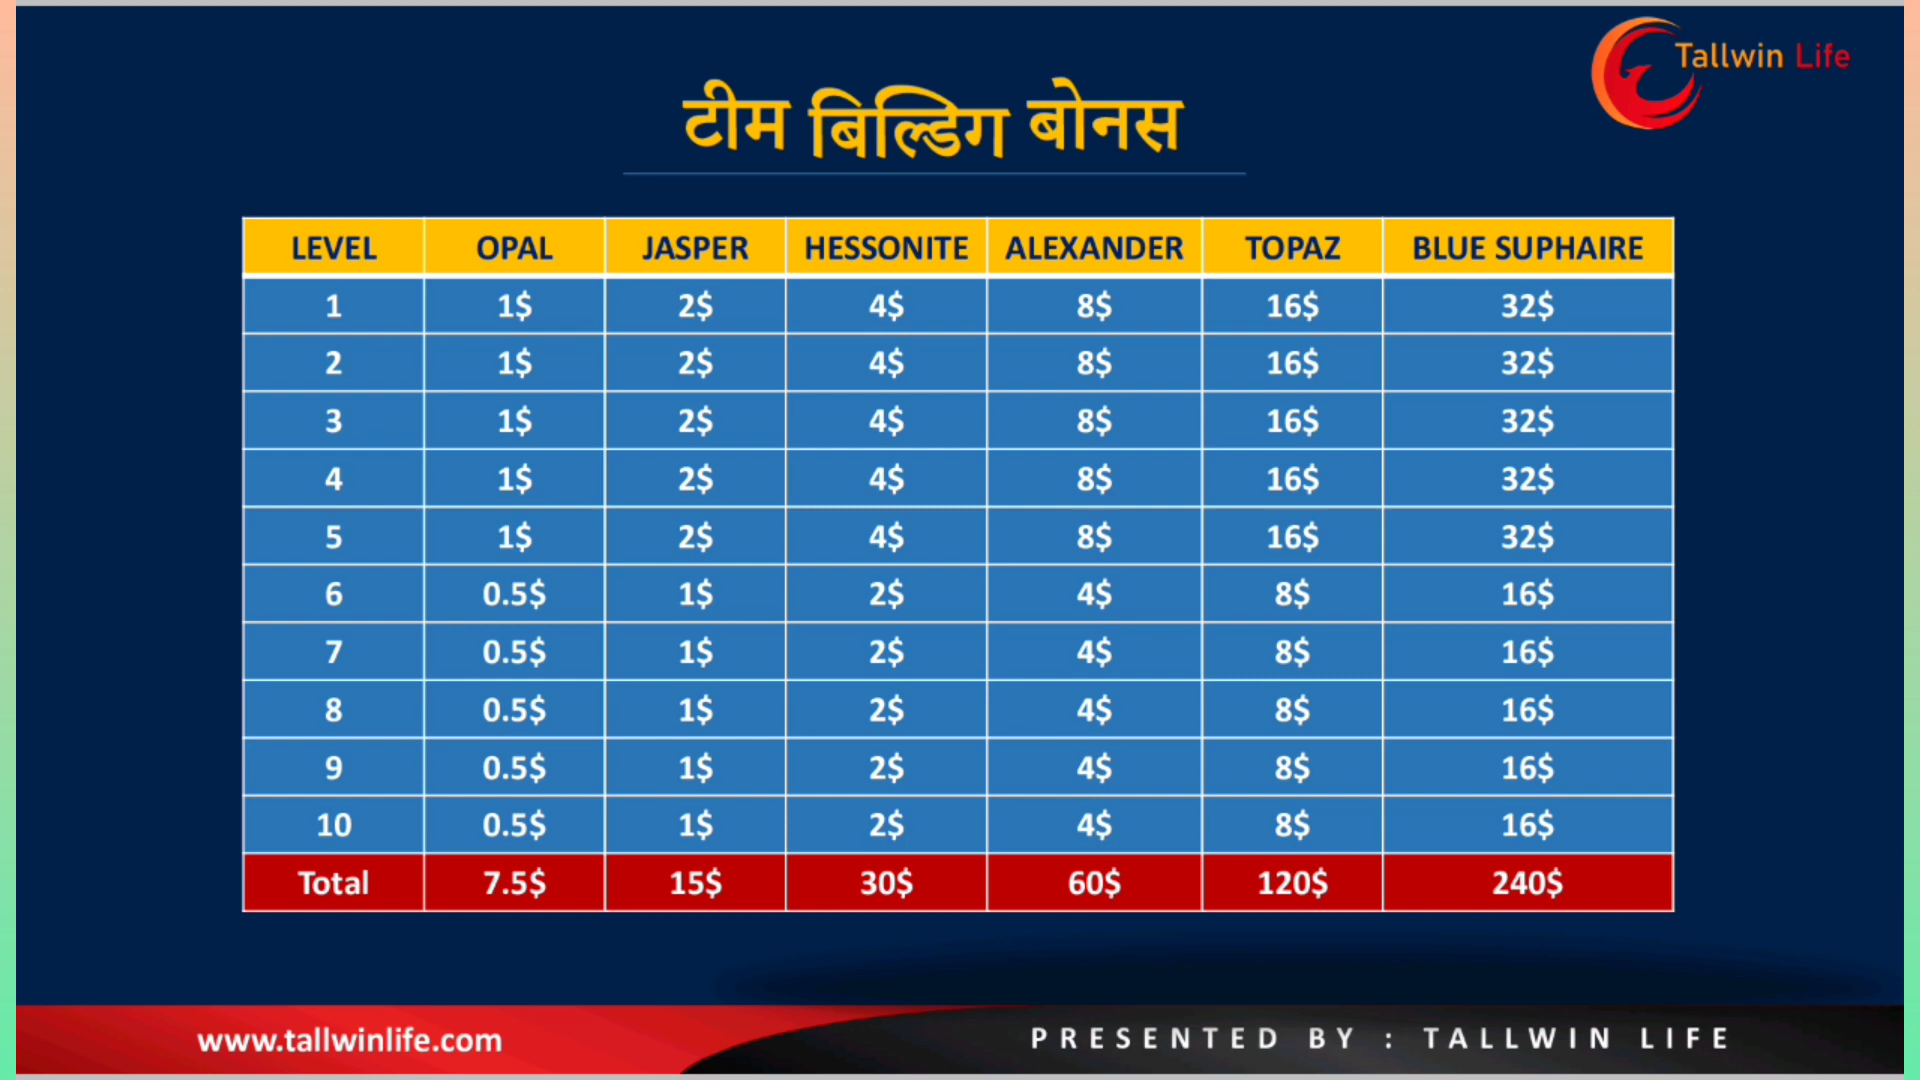 Tallwin Life
टीम बिल्डिग बोनस
LEVEL OPAL JASPER HESSONITE ALEXANDER TOPAZ BLUE SUPHAIRE
1 1$ 2$ 4$ 8$ 16$ 32$
2 1$ 2$ 4$ 8$ 16$ 32$
3 1$ 2$ 4$ 8$ 16$ 32$
4 1$ 2$ 4$ 8$ 16$ 32$
5 1$ 2$ 4$ 8$ 16$ 32$
6 0.5$ 1$ 2$ 4$ 8$ 16$
7 0.5$ 1$ 2$ 4$ 8$ 16$
8 0.5$ 1$ 2$ 4$ 8$ 16$
9 0.5$ 1$ 2$ 4$ 8$ 16$
10 0.5$ 1$ 2$ 4$ 8$ 16$
Total 7.5$ 15$ 30$ 60$ 120$ 240$
www.tallwinlife.com
PRESENTED BY : TALLWIN LIFE